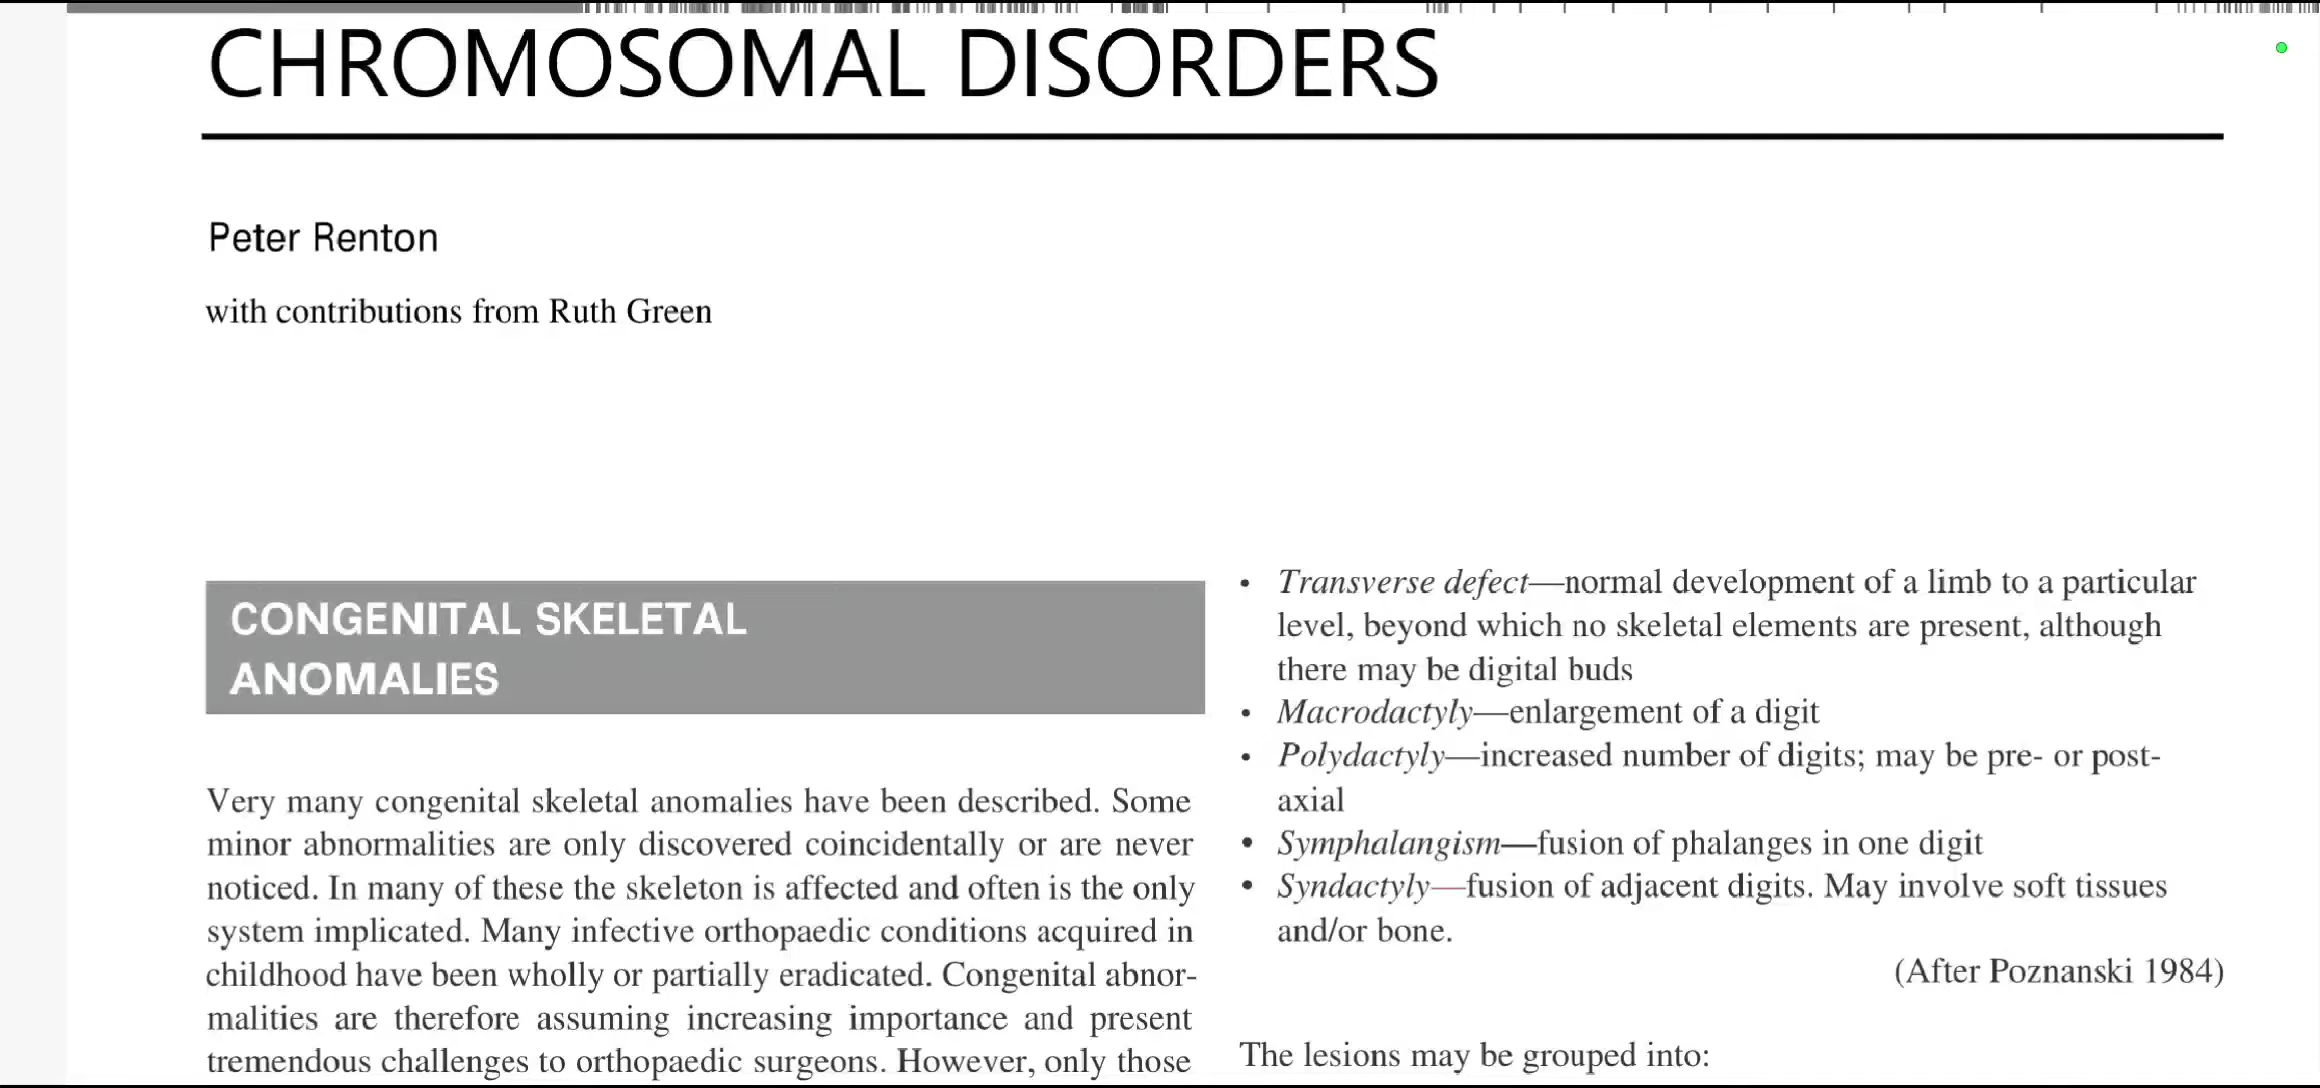 CHROMOSOMAL DISORDERS
Peter Renton
with contributions from Ruth Green
CONGENITAL SKELETAL
ANOMALIES
Very many congenital skeletal anomalies have been described. Some
minor abnormalities are only discovered coincidentally or are never
noticed. In many of these the skeleton is affected and often is the only
system implicated. Many infective orthopaedic conditions acquired in
childhood have been wholly or partially eradicated. Congenital abnor-
malities are therefore assuming increasing importance and present
tremendous challenges to orthopaedic surgeons. However, only those
• Transverse defect—normal development of a limb to a particular
level, beyond which no skeletal elements are present, although
there may be digital buds
• Macrodactyly—enlargement of a digit
• Polydactyly—increased number of digits; may be pre- or post-
axial
• Symphalangism—fusion of phalanges in one digit
• Syndactyly—fusion of adjacent digits. May involve soft tissues
and/or bone.
(After Poznanski 1984)
The lesions may be grouped into: